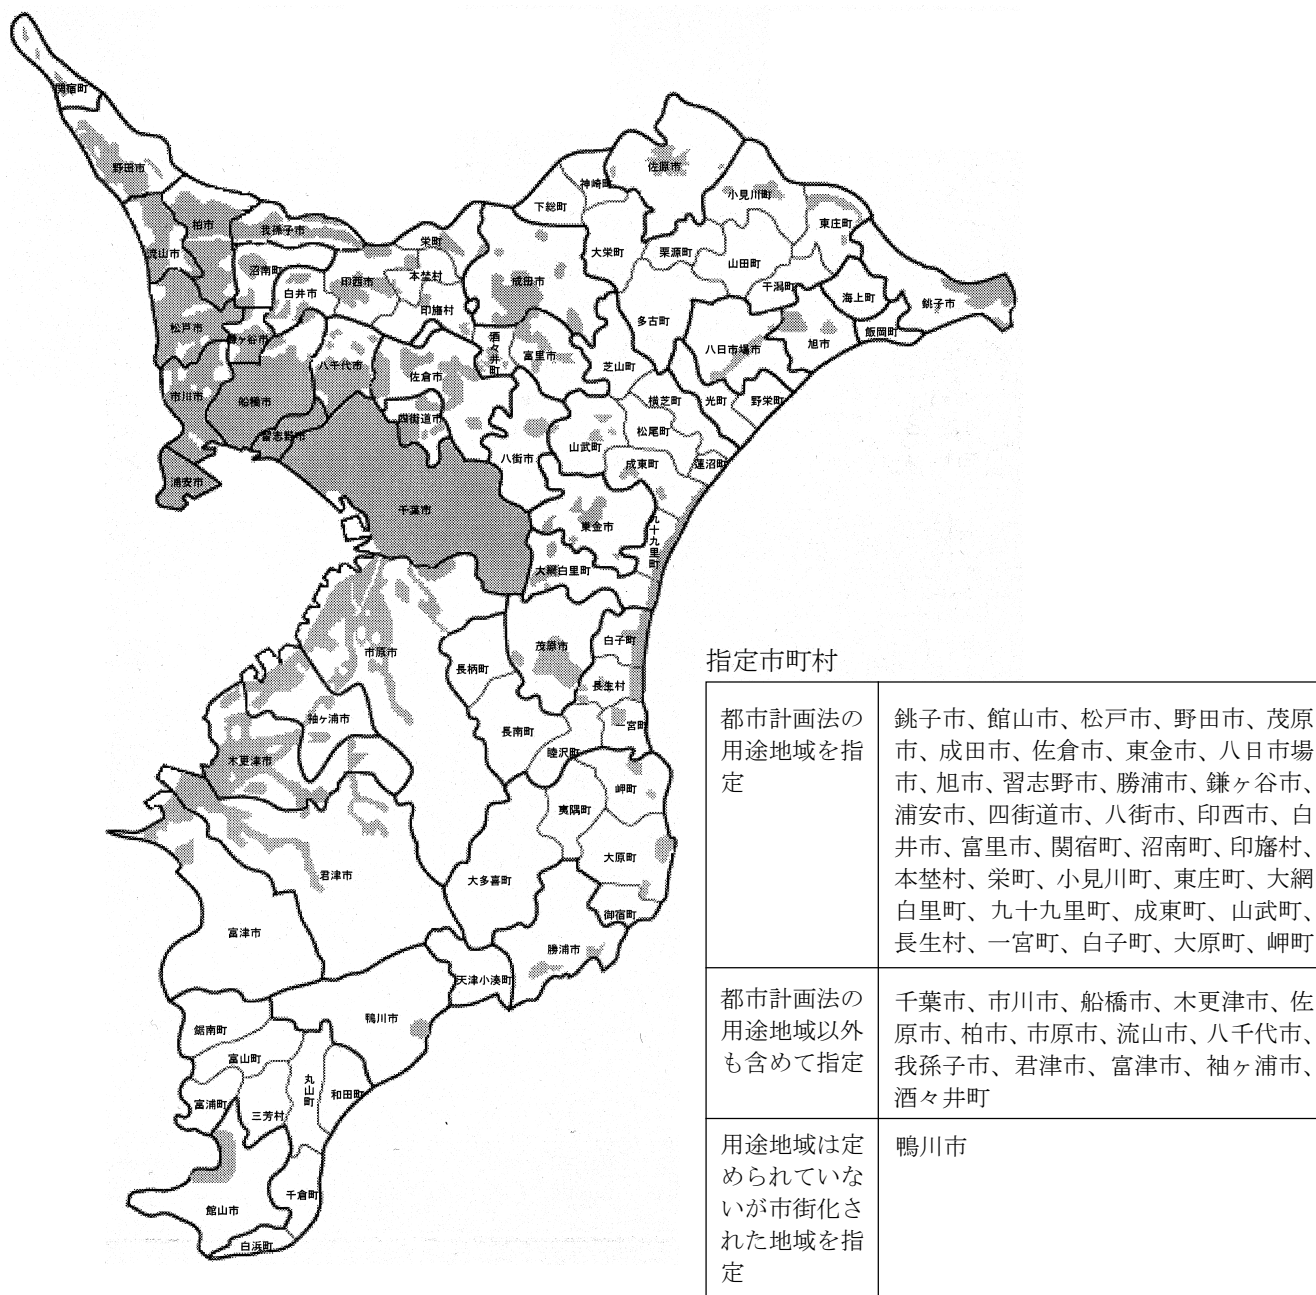 関宿町
野田市
柏市
流山市
我孫子市
沼南町
白井市
印西市
栄町
本埜村
印旛村
松戸市
鎌ヶ谷市
市川市
船橋市
八千代市
佐倉市
四街道市
習志野市
浦安市
千葉市
成田市
酒々井町
富里市
八街市
下総町
神崎町
佐原市
大栄町
小見川町
東庄町
栗源町
山田町
干潟町
海上町
銚子市
飯岡町
旭市
八日市場市
多古町
芝山町
横芝町
光町
野栄町
松尾町
山武町
成東町
蓮沼町
東金市
九十九里町
大網白里町
市原市
長柄町
茂原市
白子町
長生村
一宮町
長南町
睦沢町
袖ヶ浦市
木更津市
君津市
富津市
夷隅町
岬町
大原町
大多喜町
御宿町
勝浦市
天津小湊町
鴨川市
鋸南町
富山町
富浦町
三芳村
丸山町
和田町
館山市
千倉町
白浜町
指定市町村
都市計画法の
用途地域を指
定
銚子市、館山市、松戸市、野田市、茂原
市、成田市、佐倉市、東金市、八日市場
市、旭市、習志野市、勝浦市、鎌ヶ谷市、
浦安市、四街道市、八街市、印西市、白
井市、富里市、関宿町、沼南町、印旛村、
本埜村、栄町、小見川町、東庄町、大網
白里町、九十九里町、成東町、山武町、
長生村、一宮町、白子町、大原町、岬町
都市計画法の
用途地域以外
も含めて指定
千葉市、市川市、船橋市、木更津市、佐
原市、柏市、市原市、流山市、八千代市、
我孫子市、君津市、富津市、袖ヶ浦市、
酒々井町
用途地域は定
められていな
いが市街化さ
れた地域を指
定
鴨川市